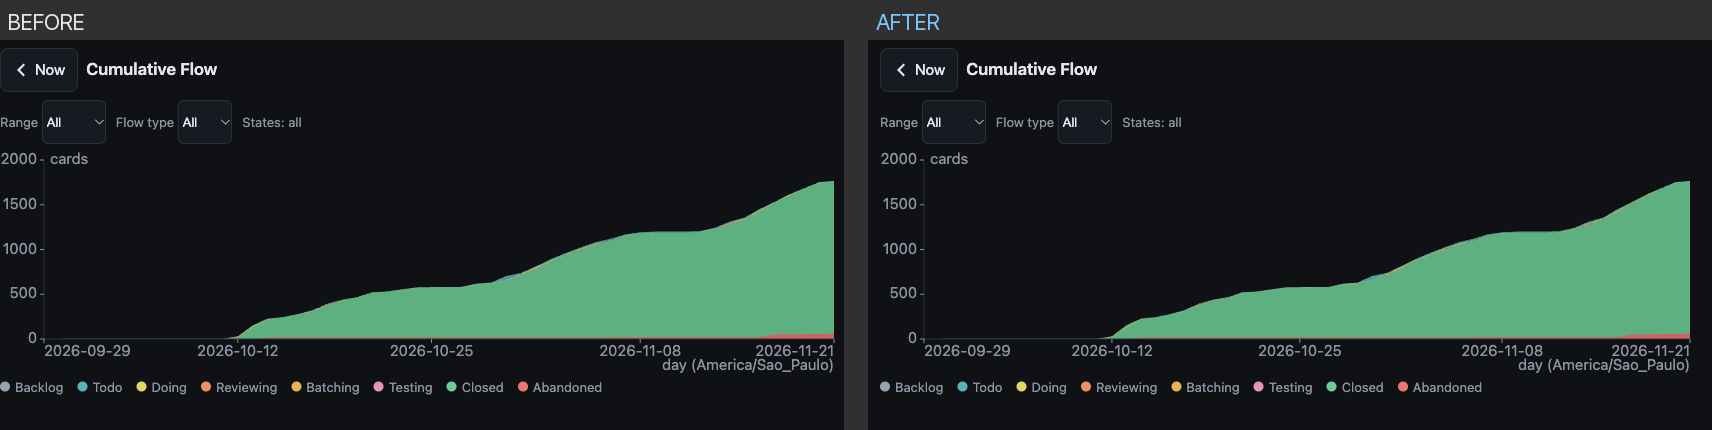 BEFORE
Now Cumulative Flow
Range All Flow type All States: all
2000 cards
1500
1000
500
0
2026-09-29 2026-10-12 2026-10-25 2026-11-08 2026-11-21
day (America/Sao_Paulo)
Backlog Todo Doing Reviewing Batching Testing Closed Abandoned
AFTER
Now Cumulative Flow
Range All Flow type All States: all
2000 cards
1500
1000
500
0
2026-09-29 2026-10-12 2026-10-25 2026-11-08 2026-11-21
day (America/Sao_Paulo)
Backlog Todo Doing Reviewing Batching Testing Closed Abandoned